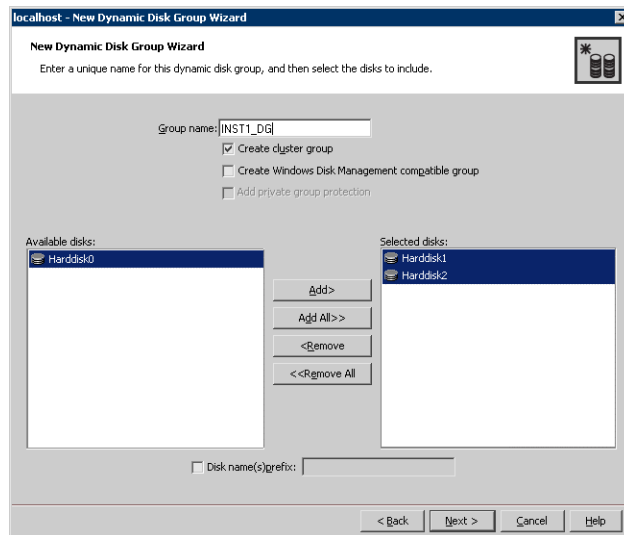 localhost - New Dynamic Disk Group Wizard
New Dynamic Disk Group Wizard
Enter a unique name for this dynamic disk group, and then select the disks to include.
Group name: INST1_DG
Create cluster group
Create Windows Disk Management compatible group
Add private group protection
Available disks:
Harddisk0
Selected disks:
Harddisk1
Harddisk2
Add>
Add All>>
<Remove
<<Remove All
Disk name(s)prefix:
< Back
Next >
Cancel
Help